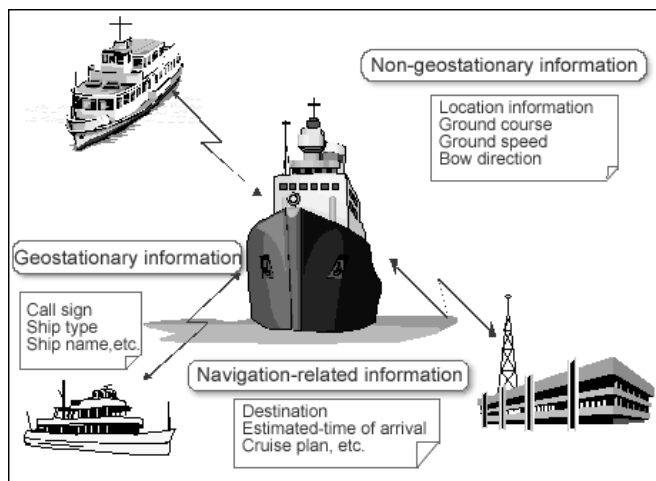 Non-geostationary information
Location information
Ground course
Ground speed
Bow direction
Geostationary information
Call sign
Ship type
Ship name,etc.
Navigation-related information
Destination
Estimated-time of arrival
Cruise plan, etc.